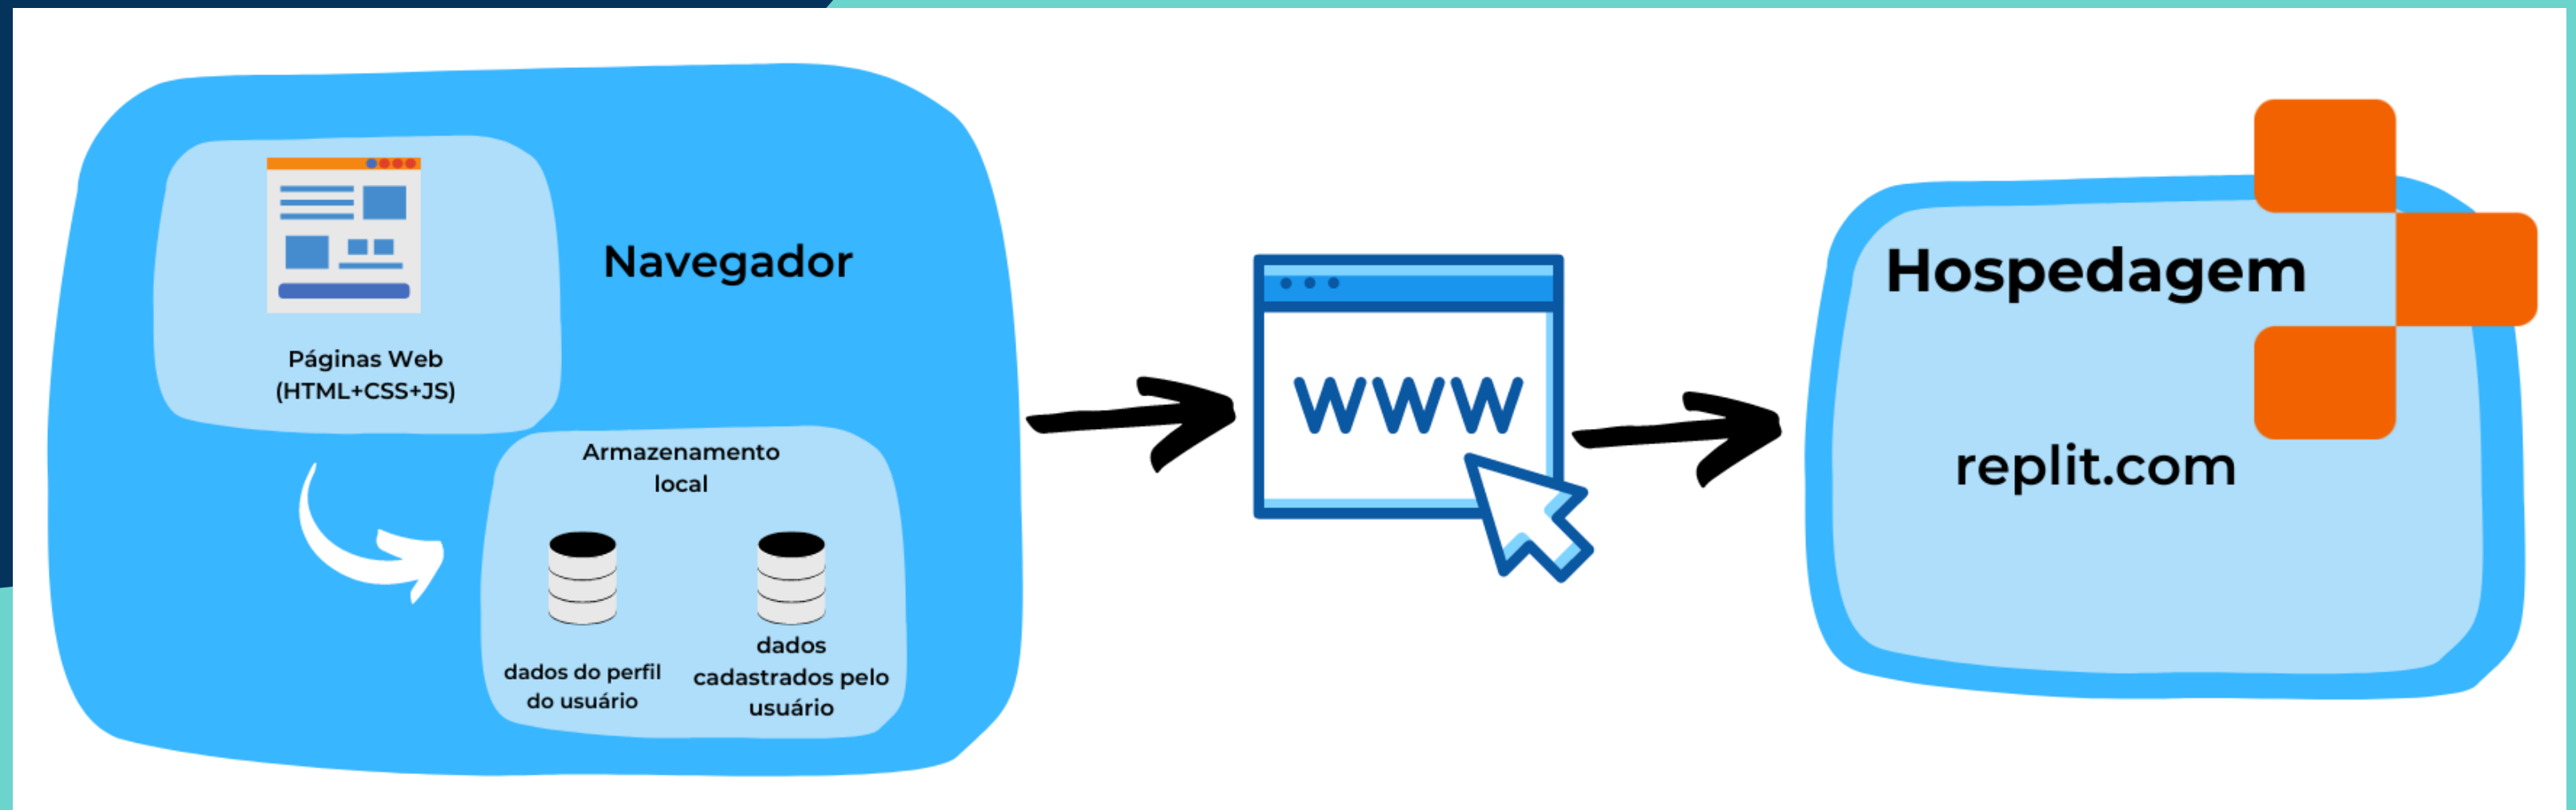 Navegador
Páginas Web
(HTML+CSS+JS)
Armazenamento
local
dados do perfil
do usuário
dados
cadastrados pelo
usuário
WWW
Hospedagem
replit.com